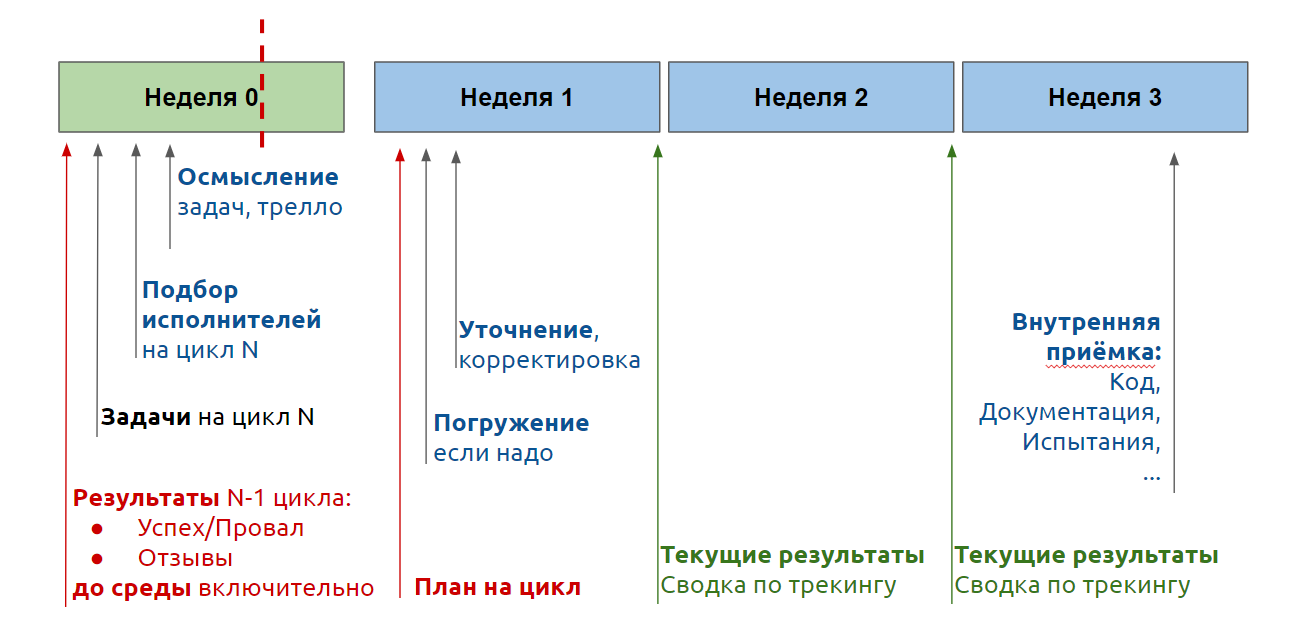 Неделя 0
Неделя 1
Неделя 2
Неделя 3
Осмысление
задач, трелло
Подбор
исполнителей
на цикл N
Задачи на цикл N
Результаты N-1 цикла:
● Успех/Провал
● Отзывы
до среды включительно
Уточнение,
корректировка
Погружение
если надо
План на цикл
Текущие результаты
Сводка по трекингу
Внутренняя
приёмка:
Код,
Документация,
Испытания,
...
Текущие результаты
Сводка по трекингу